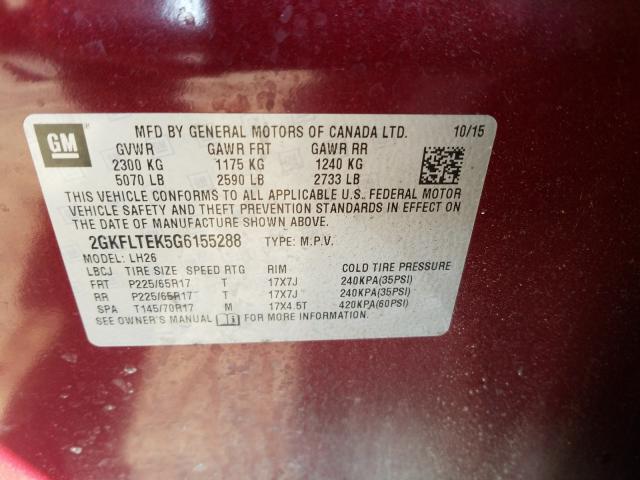 GM
MFD BY GENERAL MOTORS OF CANADA LTD. 10/15
GVWR GAWR FRT GAWR RR
2300 KG 1175 KG 1240 KG
5070 LB 2590 LB 2733 LB
THIS VEHICLE CONFORMS TO ALL APPLICABLE U.S. FEDERAL MOTOR
VEHICLE SAFETY AND THEFT PREVENTION STANDARDS IN EFFECT ON
THE DATE OF MANUFACTURE SHOWN ABOVE.
2GKFLTEK5G6155288 TYPE: M.P.V.
MODEL: LH26
LBCJ TIRE SIZE SPEED RTG RIM COLD TIRE PRESSURE
FRT P225/65R17 T 17X7J 240KPA(35PSI)
RR P225/65R17 T 17X7J 240KPA(35PSI)
SPA T145/70R17 M 17X4.5T 420KPA(60PSI)
SEE OWNER'S MANUAL FOR MORE INFORMATION.